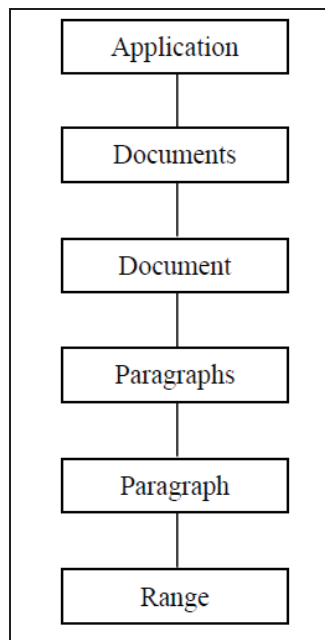 Application
Documents
Document
Paragraphs
Paragraph
Range